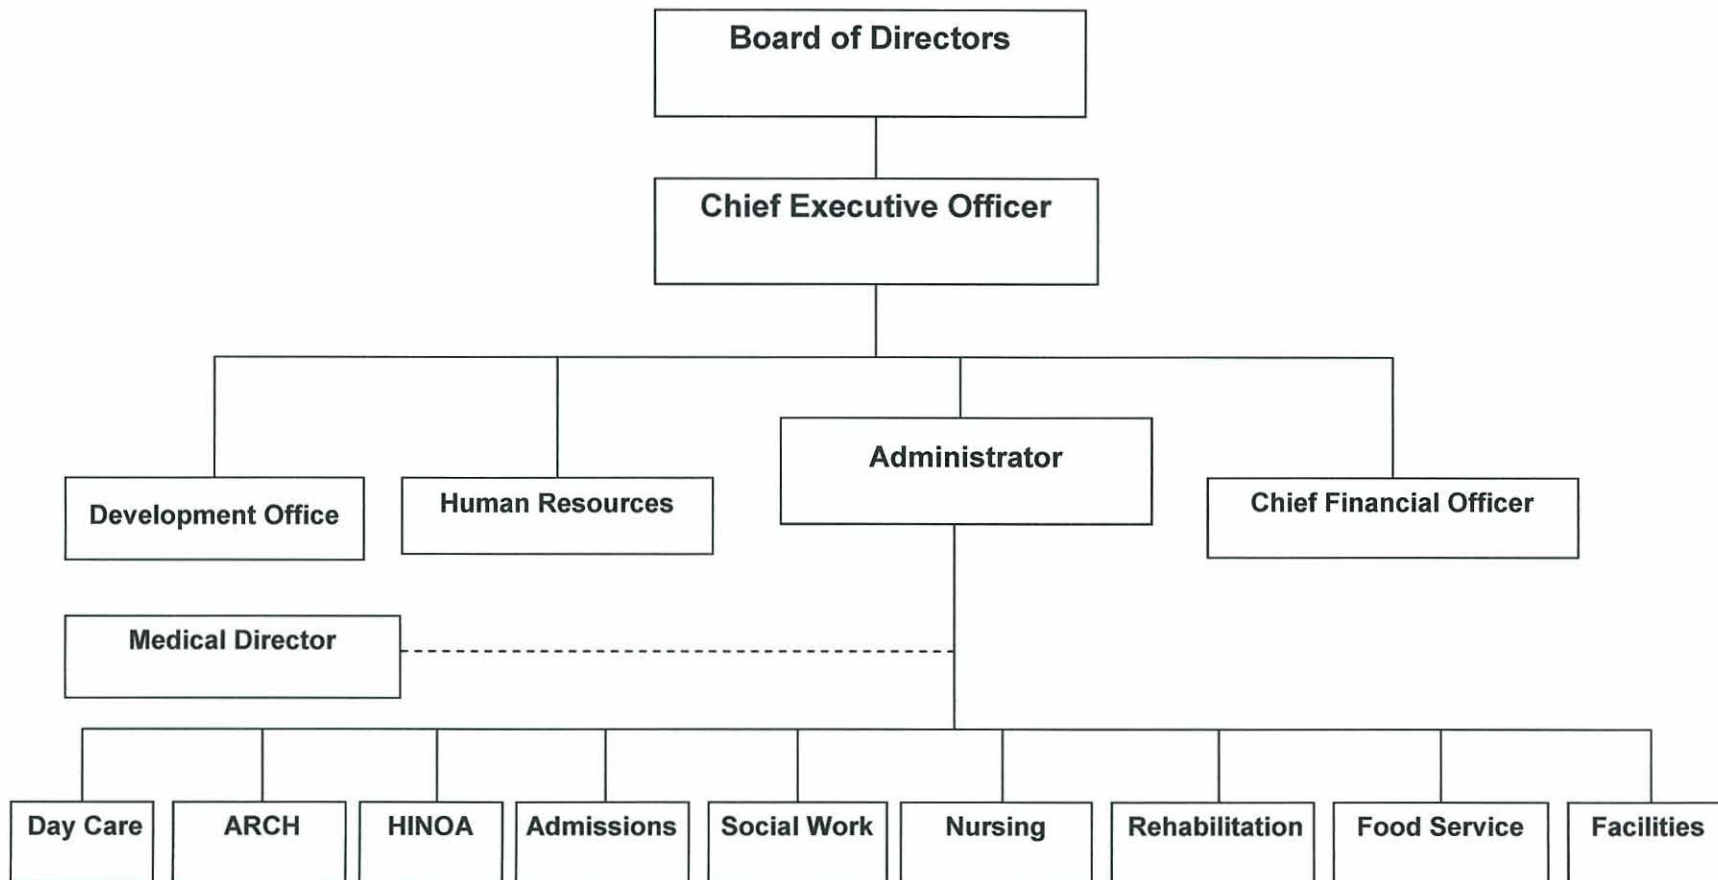 Board of Directors
Chief Executive Officer
Administrator
Development Office
Human Resources
Chief Financial Officer
Medical Director
Day Care
ARCH
HINOA
Admissions
Social Work
Nursing
Rehabilitation
Food Service
Facilities